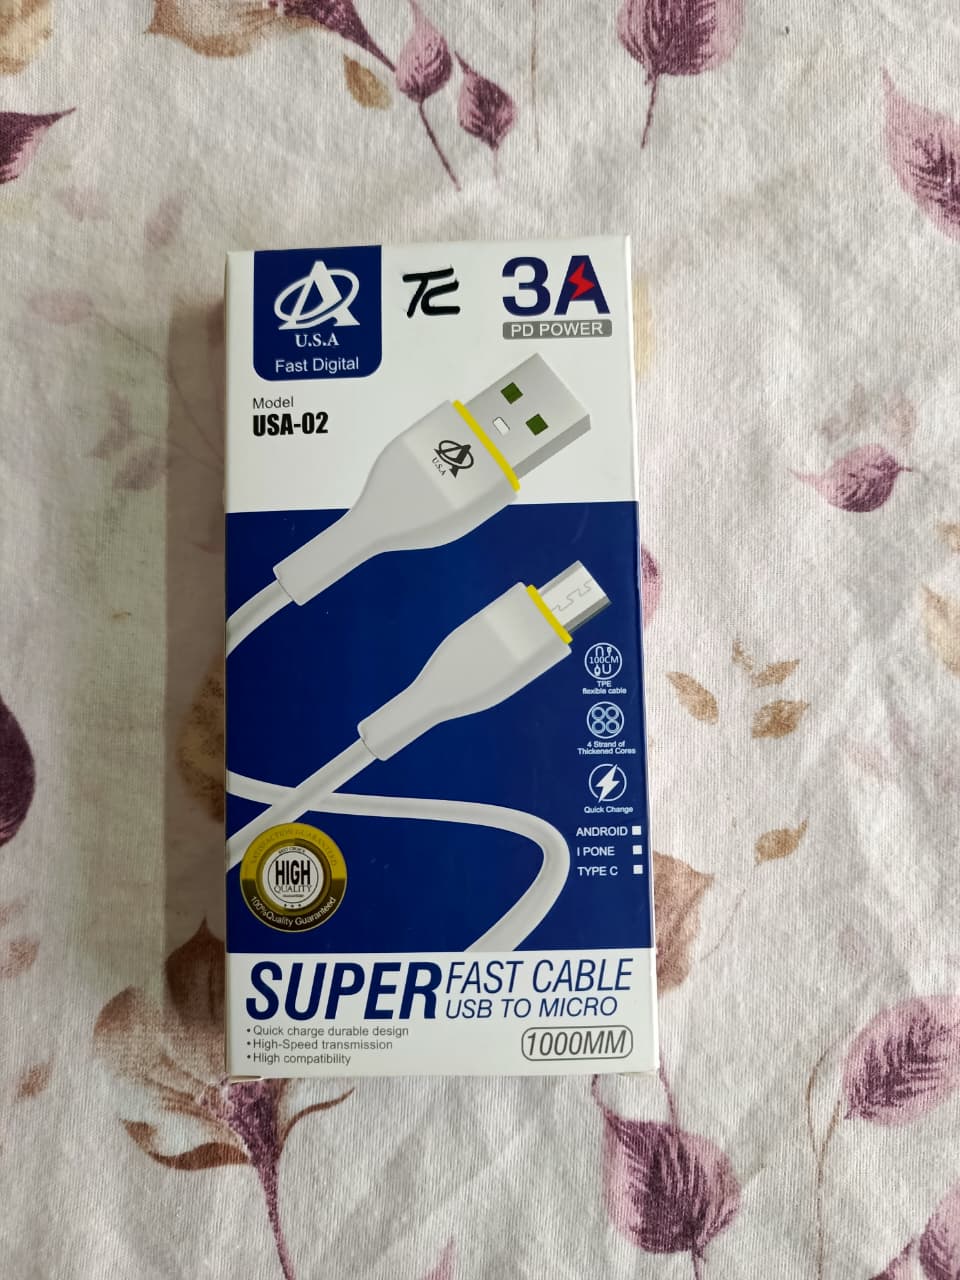 U.S.A
Fast Digital
TC
3A
PD POWER
Model
USA-02
U.S.A
100CM
TPE
flexible cable
4 Strand of
Thickened Cores
Quick Change
ANDROID
I PONE
TYPE C
SATISFACTION GUARANTEED
HIGH
QUALITY
100%Quality Guaranteed
SUPER FAST CABLE
USB TO MICRO
• Quick charge durable design
• High-Speed transmission
• HIigh compatibility
1000MM